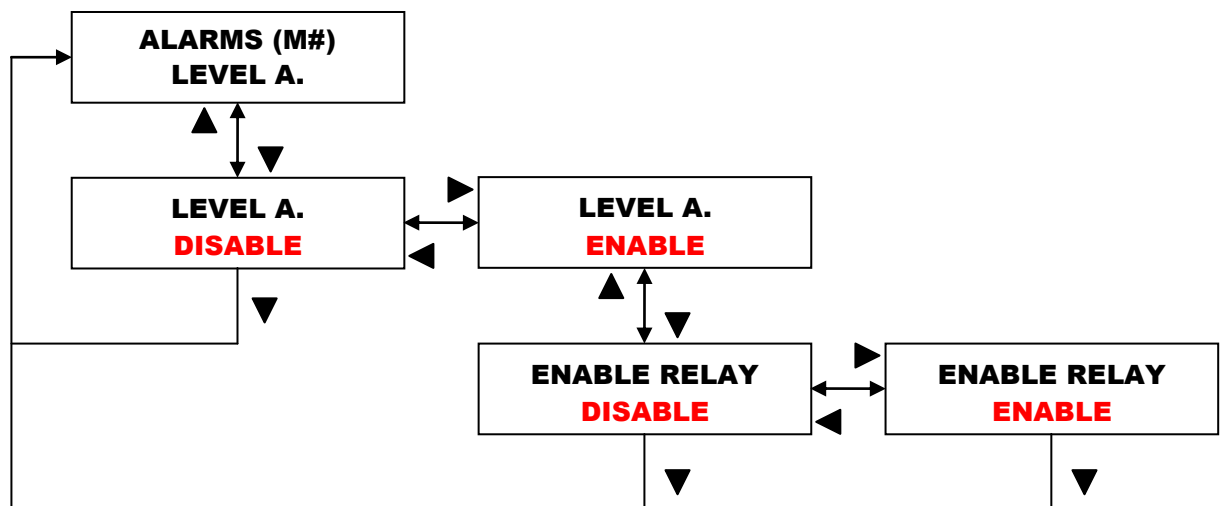 ALARMS (M#)
LEVEL A.
LEVEL A.
DISABLE
LEVEL A.
ENABLE
ENABLE RELAY
DISABLE
ENABLE RELAY
ENABLE